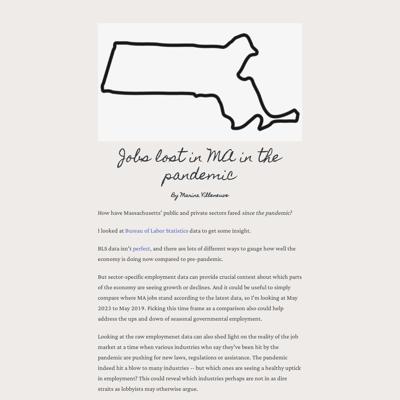 Jobs lost in MA in the
pandemic
By Marina Villeneuve
How have Massachusetts' public and private sectors fared since the pandemic?
I looked at Bureau of Labor Statistics data to get some insight.
BLS data isn't perfect, and there are lots of different ways to gauge how well the
economy is doing now compared to pre-pandemic.
But sector-specific employment data can provide crucial context about which parts
of the economy are seeing growth or declines. And it could be useful to simply
compare where MA jobs stand according to the latest data, so I'm looking at May
2023 to May 2019. Picking this time frame as a comparison also could help
address the ups and down of seasonal governmental employment.
Looking at the raw employmenet data can also shed light on the reality of the job
market at a time when various industries who say they've been hit by the
pandemic are pushing for new laws, regulations or assistance. The pandemic
indeed hit a blow to many industries -- but which ones are seeing a healthy uptick
in employment? This could reveal which industries perhaps are not in as dire
straits as lobbyists may otherwise argue.